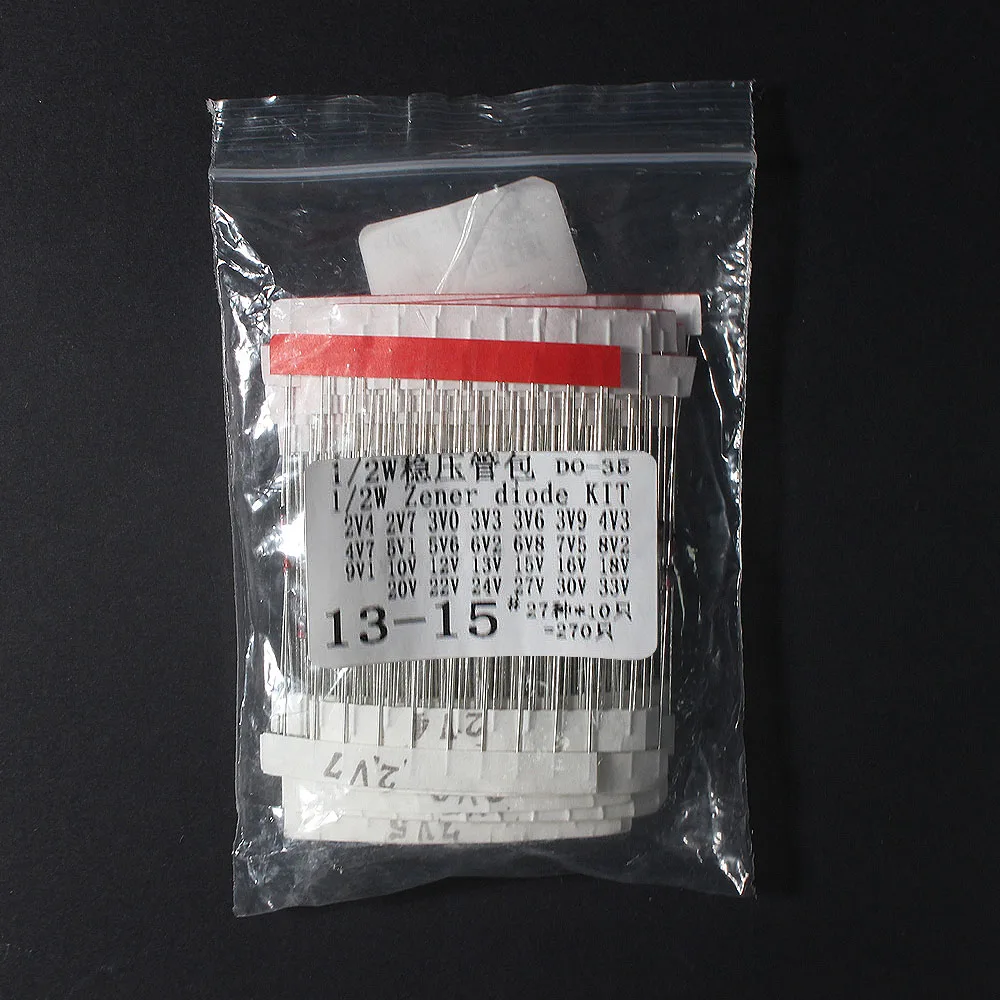 1/2W稳压管包 DO-35
1/2W Zener diode KIT
2V4 2V7 3V0 3V3 3V6 3V9 4V3
4V7 5V1 5V6 6V2 6V8 7V5 8V2
9V1 10V 12V 13V 15V 16V 18V
20V 22V 24V 27V 30V 33V
13-15# 27种*10只
=270只
2V4
2V7